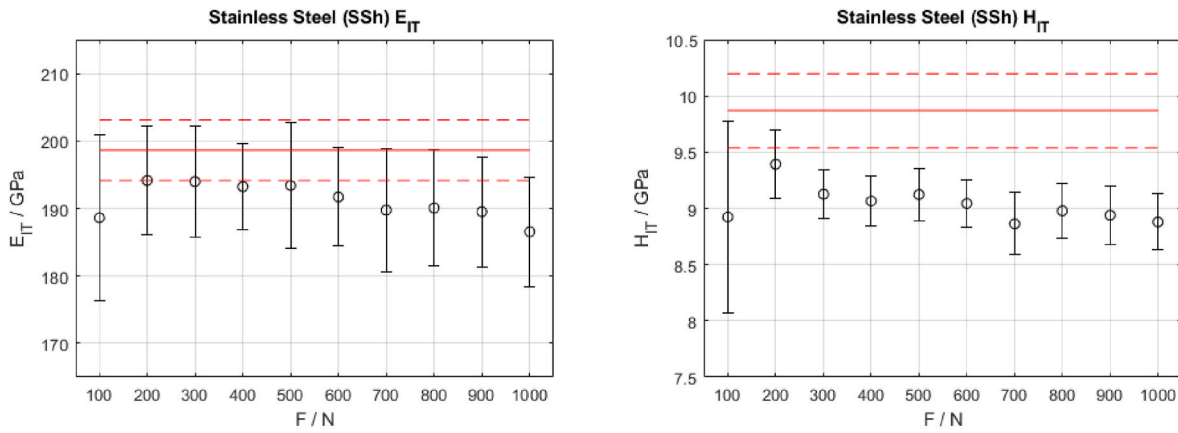 Stainless Steel (SSh) E_IT
E_IT / GPa
210
200
190
180
170
100 200 300 400 500 600 700 800 900 1000
F / N
Stainless Steel (SSh) H_IT
H_IT / GPa
10.5
10
9.5
9
8.5
8
7.5
100 200 300 400 500 600 700 800 900 1000
F / N